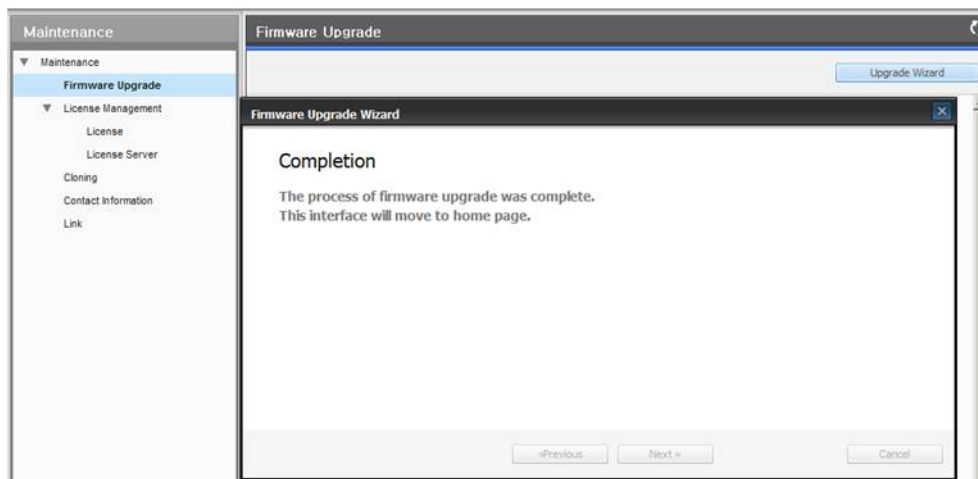 Maintenance
Firmware Upgrade
Maintenance
Firmware Upgrade
License Management
License
License Server
Cloning
Contact Information
Link
Upgrade Wizard
Firmware Upgrade Wizard
Completion
The process of firmware upgrade was complete.
This interface will move to home page.
«Previous
Next »
Cancel